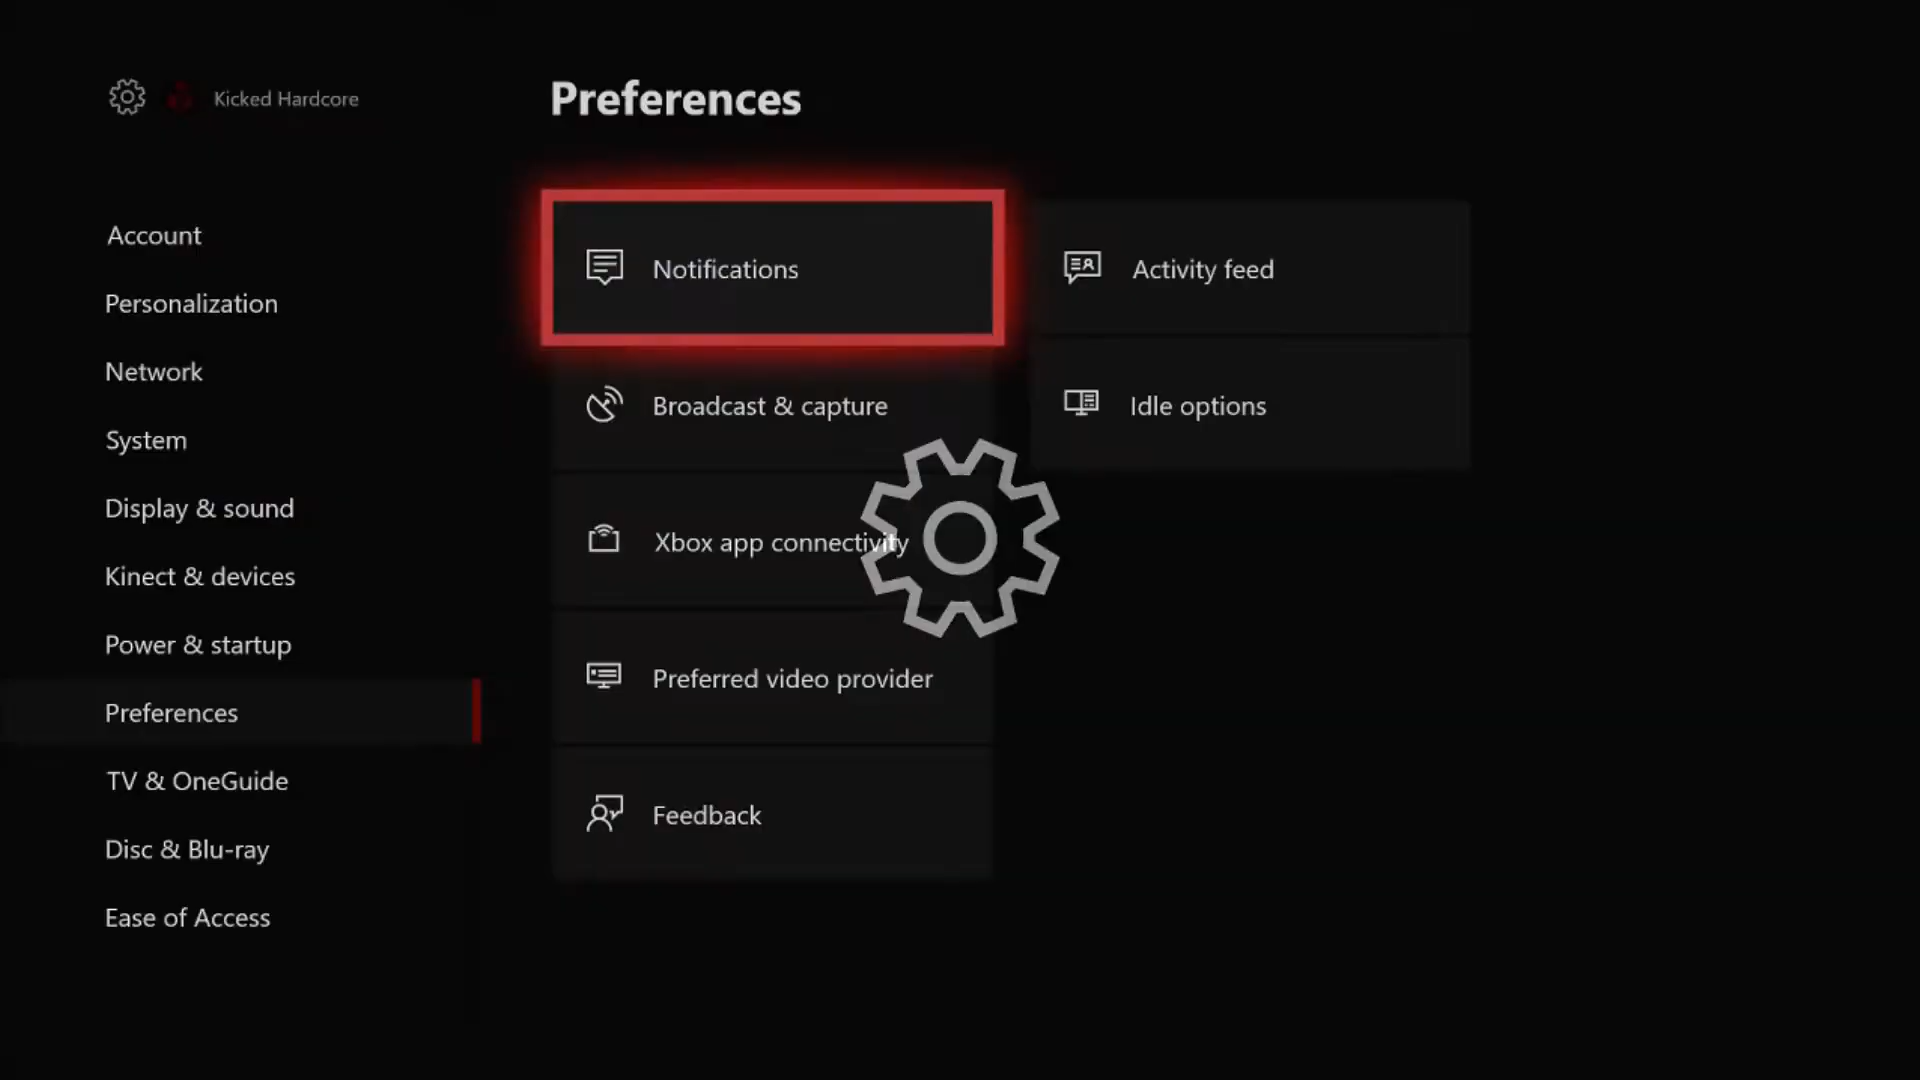 Kicked Hardcore
Preferences
Account
Personalization
Network
System
Display & sound
Kinect & devices
Power & startup
Preferences
TV & OneGuide
Disc & Blu-ray
Ease of Access
Notifications
Broadcast & capture
Xbox app connectivity
Preferred video provider
Feedback
Activity feed
Idle options